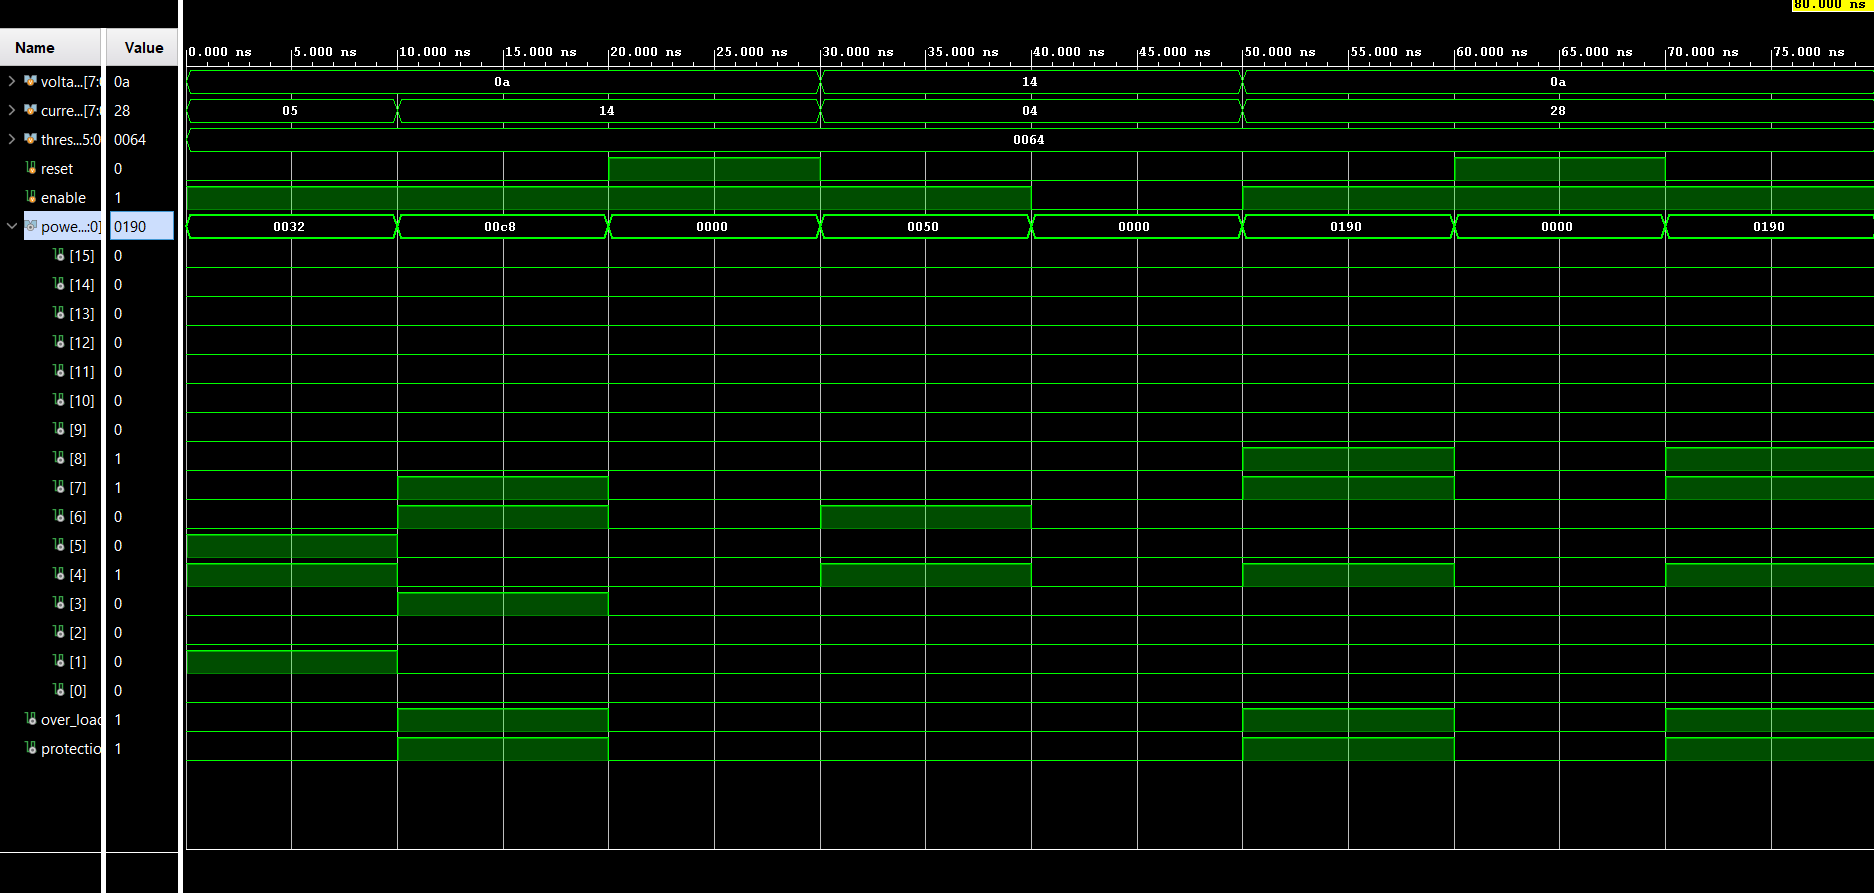 80.000 ns
Name Value
0.000 ns 5.000 ns 10.000 ns 15.000 ns 20.000 ns 25.000 ns 30.000 ns 35.000 ns 40.000 ns 45.000 ns 50.000 ns 55.000 ns 60.000 ns 65.000 ns 70.000 ns 75.000 ns
volta...[7:0 0a 0a 14 0a
curre...[7:0 28 05 14 04 28
thres...5:0 0064 0064
reset 0
enable 1
powe...:0] 0190 0032 00c8 0000 0050 0000 0190 0000 0190
[15] 0
[14] 0
[13] 0
[12] 0
[11] 0
[10] 0
[9] 0
[8] 1
[7] 1
[6] 0
[5] 0
[4] 1
[3] 0
[2] 0
[1] 0
[0] 0
over_load 1
protectio 1